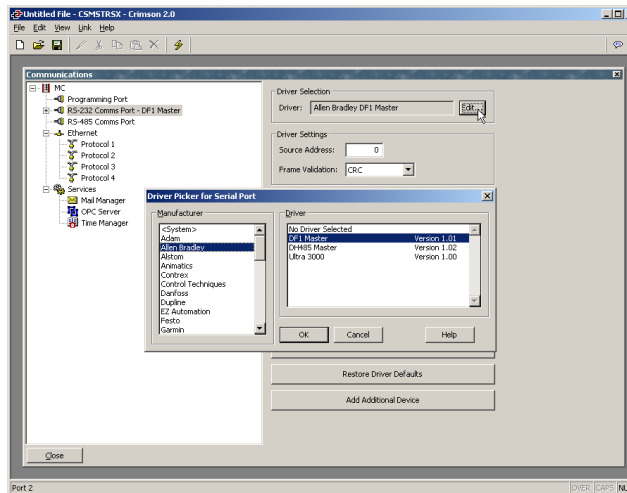 Untitled File - CSMSTRSX - Crimson 2.0
File Edit View Link Help
Communications
MC
Programming Port
RS-232 Comms Port - DF1 Master
RS-485 Comms Port
Ethernet
Protocol 1
Protocol 2
Protocol 3
Protocol 4
Services
Mail Manager
OPC Server
Time Manager
Driver Selection
Driver: Allen Bradley DF1 Master Edit...
Driver Settings
Source Address: 0
Frame Validation: CRC
Driver Picker for Serial Port
Manufacturer
<System>
Adam
Allen Bradley
Alstom
Animatics
Contrex
Control Techniques
Danfoss
Dupline
EZ Automation
Festo
Garmin
Driver
No Driver Selected
DF1 Master Version 1.01
DH485 Master Version 1.02
Ultra 3000 Version 1.00
OK Cancel Help
Restore Driver Defaults
Add Additional Device
Close
Port 2 OVER CAPS